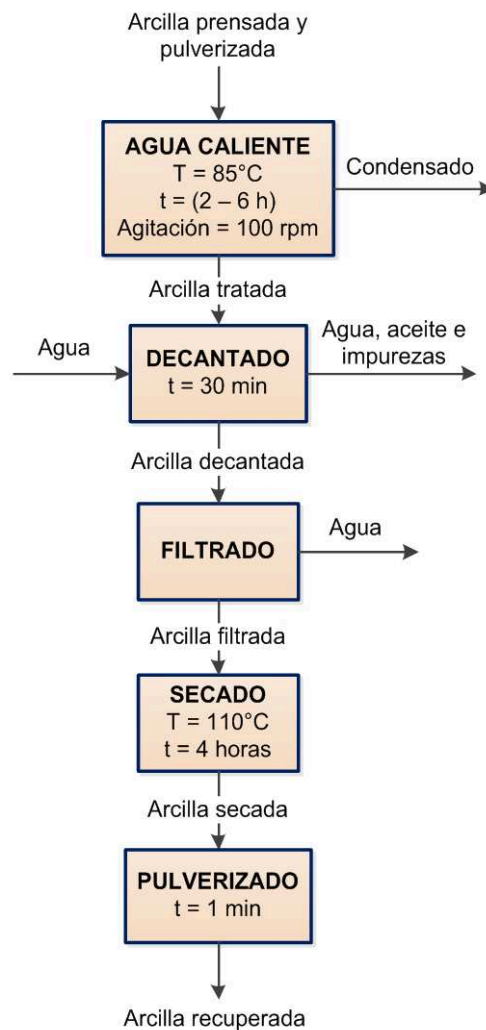 Arcilla prensada y
pulverizada
AGUA CALIENTE
T = 85°C
t = (2 – 6 h)
Agitación = 100 rpm
Condensado
Arcilla tratada
Agua
DECANTADO
t = 30 min
Agua, aceite e
impurezas
Arcilla decantada
FILTRADO
Agua
Arcilla filtrada
SECADO
T = 110°C
t = 4 horas
Arcilla secada
PULVERIZADO
t = 1 min
Arcilla recuperada